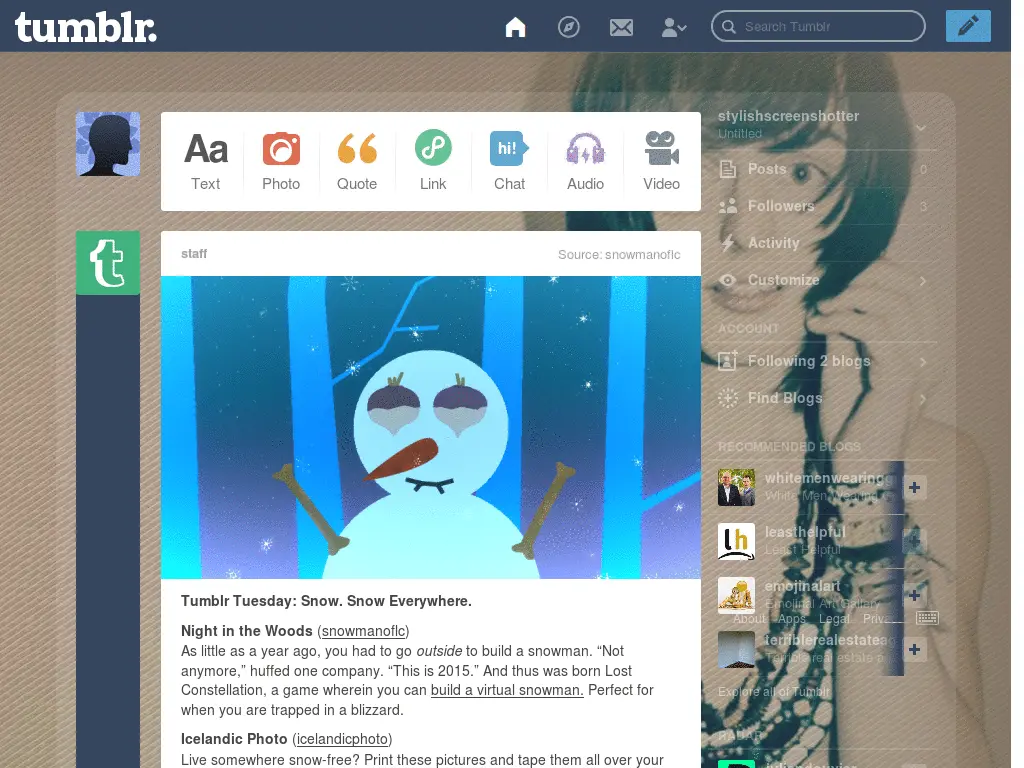 tumblr.
Search Tumblr
Aa
hi!
Text
Photo
Quote
Link
Chat
Audio
Video
staff
Source: snowmanoflc
Tumblr Tuesday: Snow. Snow Everywhere.
Night in the Woods (snowmanoflc)
As little as a year ago, you had to go outside to build a snowman. “Not
anymore,” huffed one company. “This is 2015.” And thus was born Lost
Constellation, a game wherein you can build a virtual snowman. Perfect for
when you are trapped in a blizzard.
Icelandic Photo (icelandicphoto)
Live somewhere snow-free? Print these pictures and tape them all over your
stylishscreenshotter
Untitled
Posts
0
Followers
3
Activity
Customize
ACCOUNT
Following 2 blogs
Find Blogs
RECOMMENDED BLOGS
whitemenwearingg
White Men Wearing
lh
leasthelpful
Least Helpful
emojinalart
Emojinal Art Gallery
About Apps Legal Priv
terriblerealestateag
Terrible real estate
Explore all of Tumblr
RADAR